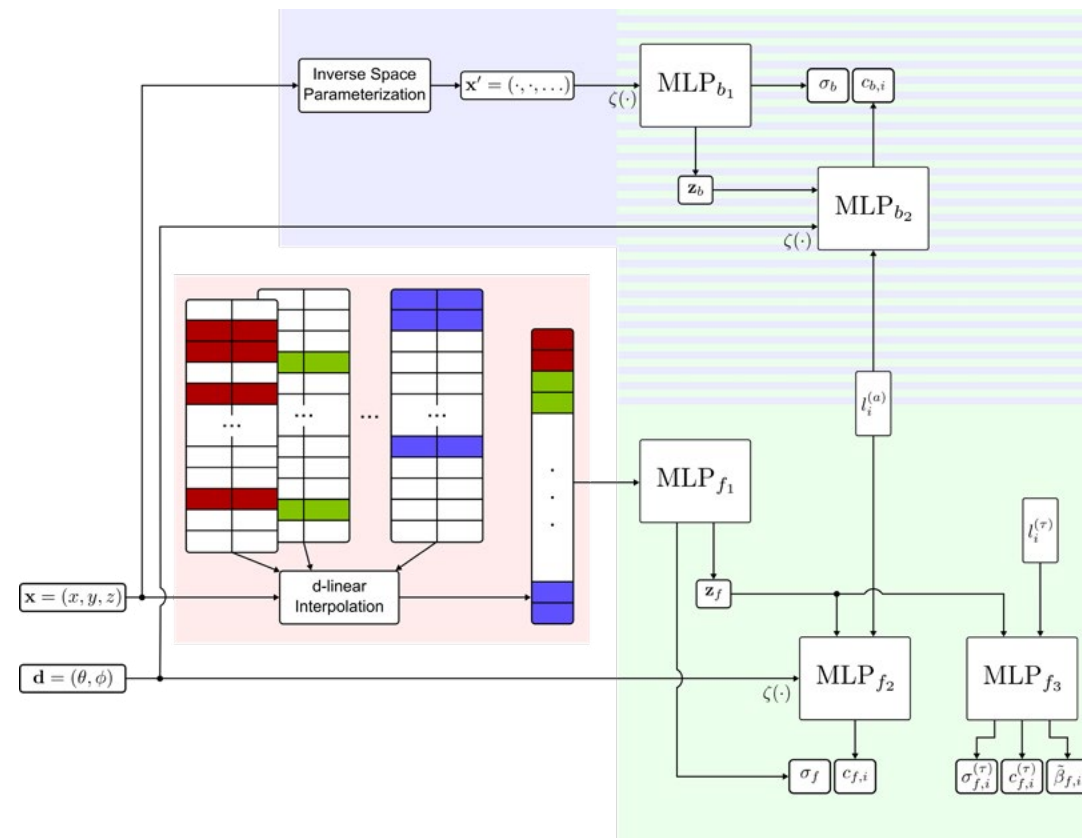 Inverse Space
Parameterization
x′ = (·, ·, …)
ζ(·)
MLP_{b_1}
σ_b
c_{b,i}
z_b
MLP_{b_2}
ζ(·)
...
...
...
...
l_i^{(a)}
MLP_{f_1}
l_i^{(τ)}
d-linear
Interpolation
x = (x, y, z)
z_f
d = (θ, ϕ)
ζ(·)
MLP_{f_2}
MLP_{f_3}
σ_f
c_{f,i}
σ_{f,i}^{(τ)}
c_{f,i}^{(τ)}
β̃_{f,i}